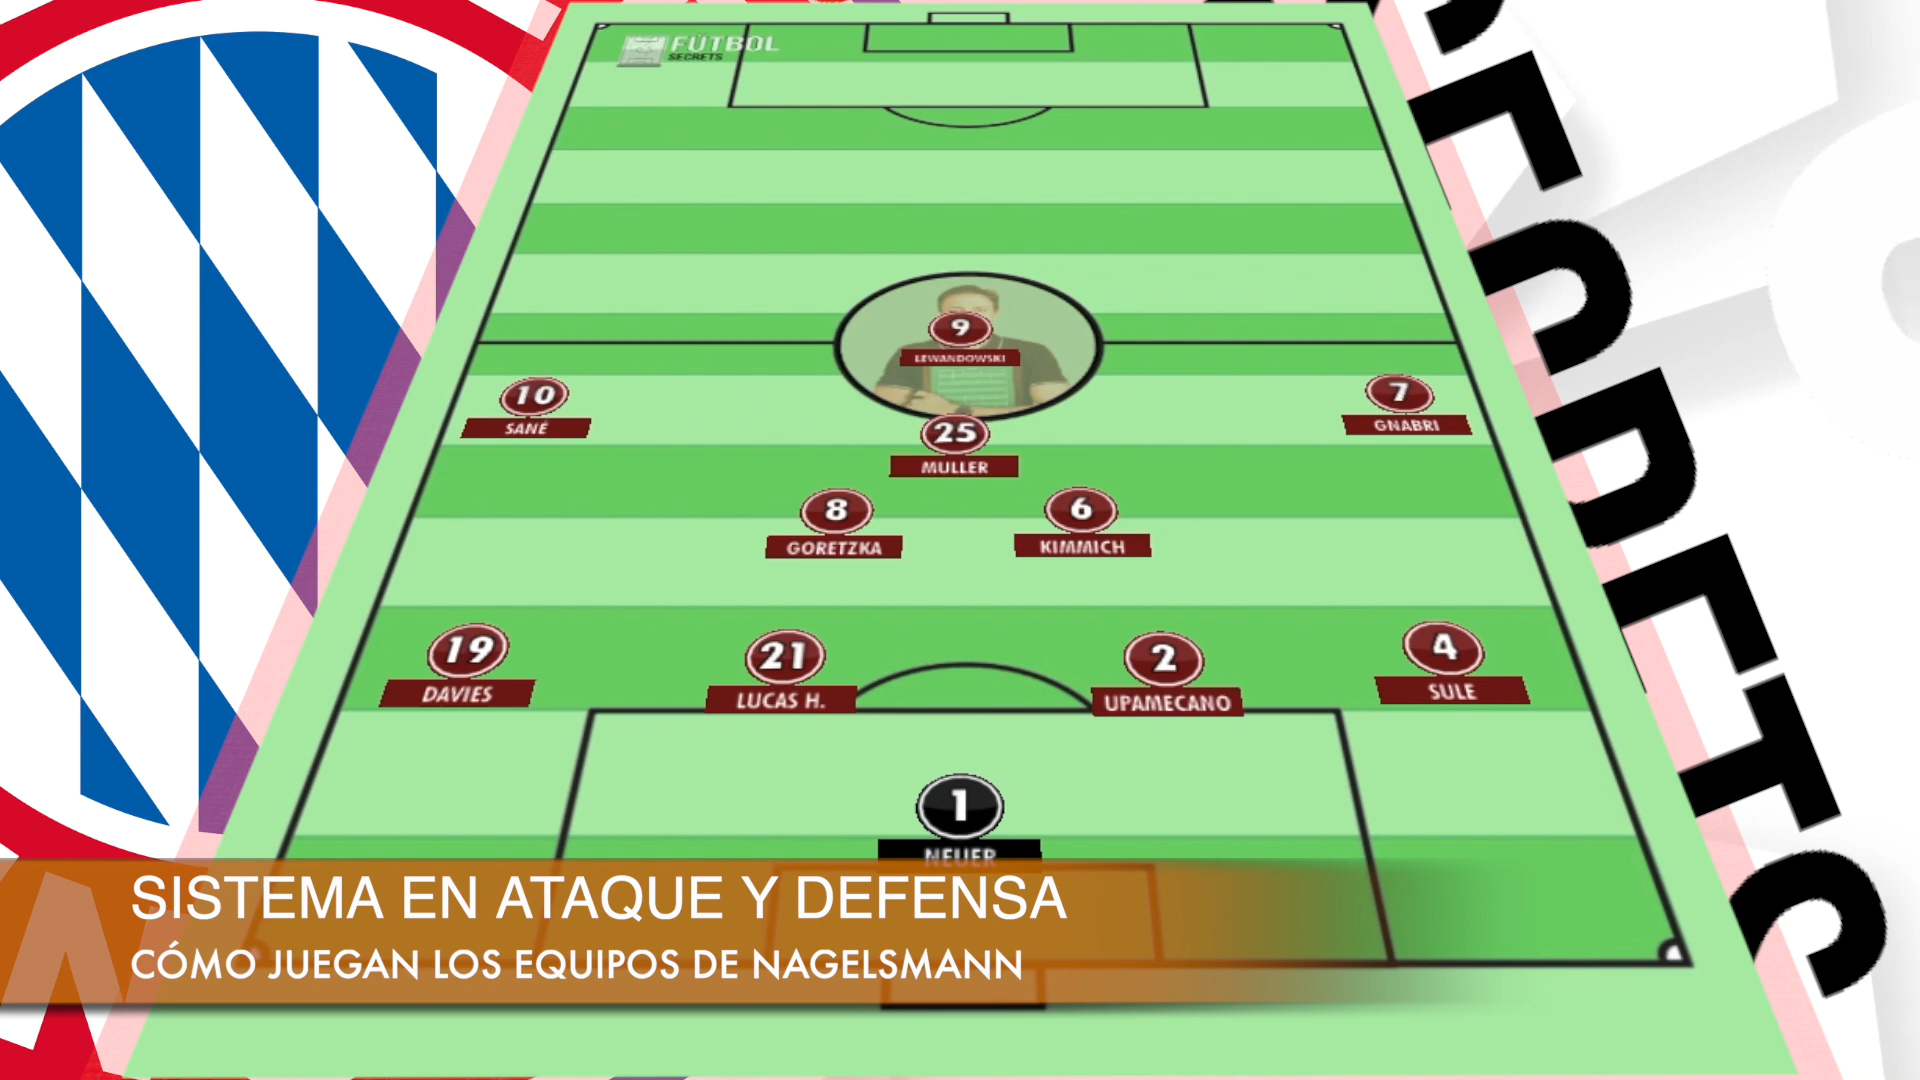 FÚTBOL
SECRETS
9
LEWANDOWSKI
10
SANÉ
7
GNABRI
25
MULLER
8
GORETZKA
6
KIMMICH
19
DAVIES
21
LUCAS H.
2
UPAMECANO
4
SULE
1
NEUER
SISTEMA EN ATAQUE Y DEFENSA
CÓMO JUEGAN LOS EQUIPOS DE NAGELSMANN